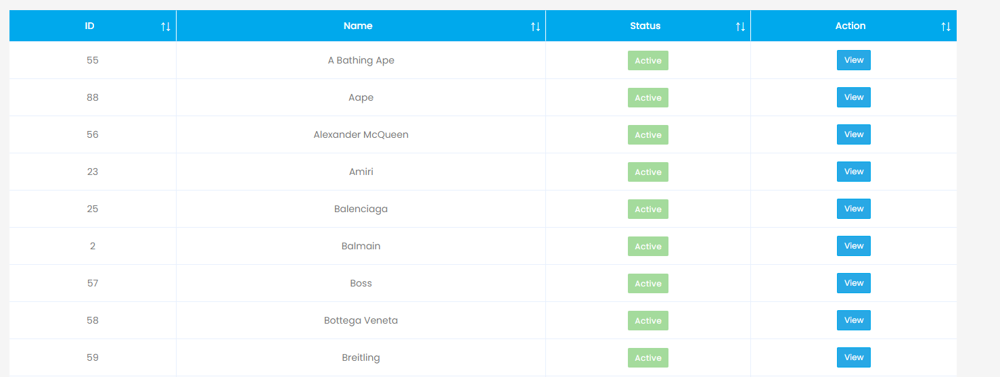 ID Name Status Action
55 A Bathing Ape Active View
88 Aape Active View
56 Alexander McQueen Active View
23 Amiri Active View
25 Balenciaga Active View
2 Balmain Active View
57 Boss Active View
58 Bottega Veneta Active View
59 Breitling Active View